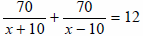 70/(x+10) + 70/(x−10) = 12